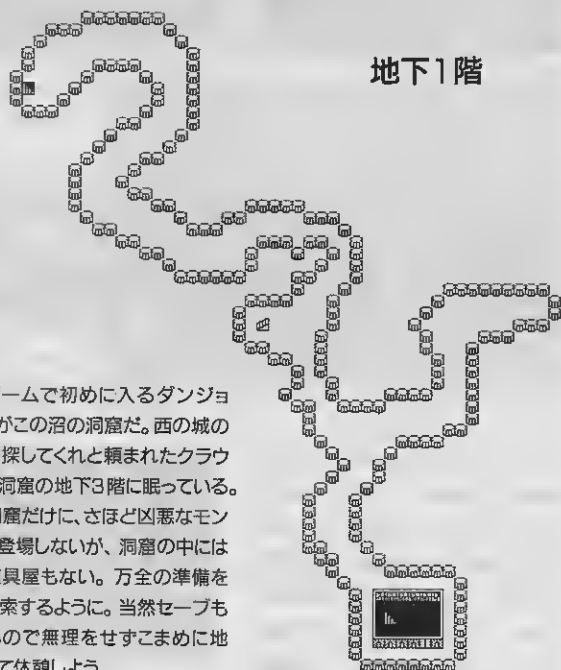 地下1階
ームで初めに入るダンジョ
がこの沼の洞窟だ。西の城の
探してくれと頼まれたクラウ
洞窟の地下3階に眠っている。
窟だけに、さほど凶悪なモン
登場しないが、洞窟の中には
具屋もない。万全の準備を
索するように。当然セーブも
ので無理をせずこまめに地
て休憩しよう。